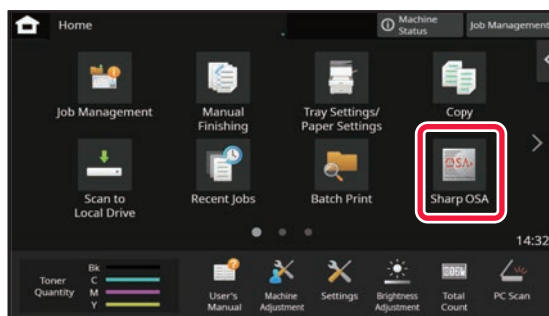 Home
Machine
Status
Job Management
Job Management
Manual
Finishing
Tray Settings/
Paper Settings
Copy
Scan to
Local Drive
Recent Jobs
Batch Print
OSA
Sharp OSA
14:32
Toner
Quantity
Bk
C
M
Y
User's
Manual
Machine
Adjustment
Settings
Brightness
Adjustment
Total
Count
PC Scan